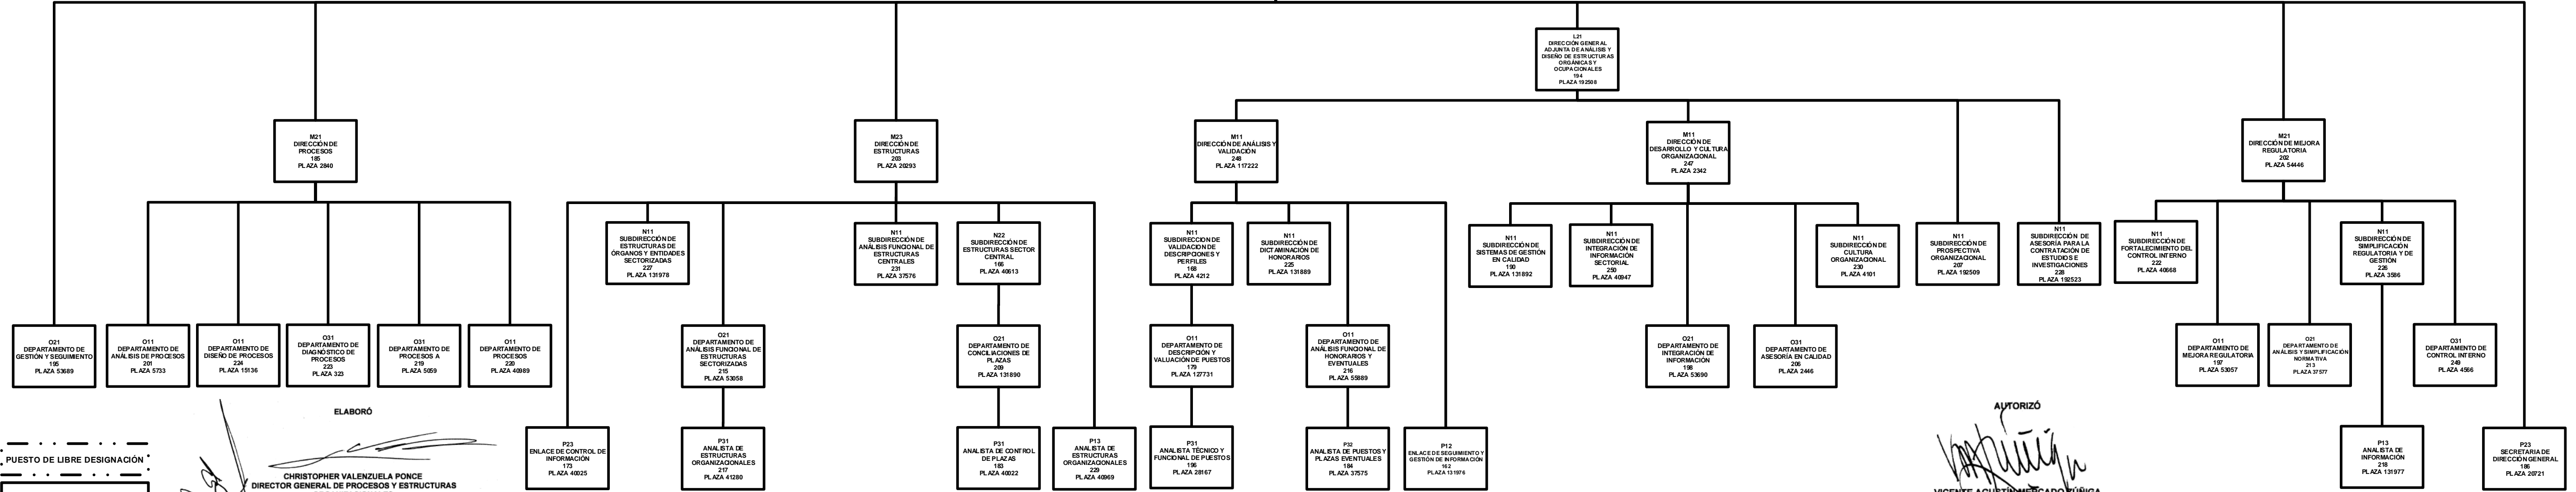 L21
DIRECCIÓN GENERAL
ADJUNTA DE ANÁLISIS Y
DISEÑO DE ESTRUCTURAS
ORGÁNICAS Y
OCUPACIONALES
194
PLAZA 192508
M21
DIRECCIÓN DE
PROCESOS
185
PLAZA 2840
M23
DIRECCIÓN DE
ESTRUCTURAS
203
PLAZA 20293
M11
DIRECCIÓN DE ANÁLISIS Y
VALIDACIÓN
248
PLAZA 117222
M11
DIRECCIÓN DE
DESARROLLO Y CULTURA
ORGANIZACIONAL
247
PLAZA 2342
M21
DIRECCIÓN DE MEJORA
REGULATORIA
202
PLAZA 54446
N11
SUBDIRECCIÓN DE
ESTRUCTURAS DE
ÓRGANOS Y ENTIDADES
SECTORIZADAS
227
PLAZA 131978
N11
SUBDIRECCIÓN DE
ANÁLISIS FUNCIONAL DE
ESTRUCTURAS
CENTRALES
231
PLAZA 37576
N22
SUBDIRECCIÓN DE
ESTRUCTURAS SECTOR
CENTRAL
166
PLAZA 40613
N11
SUBDIRECCIÓN DE
VALIDACION DE
DESCRIPCIONES Y
PERFILES
168
PLAZA 4212
N11
SUBDIRECCIÓN DE
DICTAMINACIÓN DE
HONORARIOS
225
PLAZA 131889
N11
SUBDIRECCIÓN DE
SISTEMAS DE GESTIÓN
EN CALIDAD
190
PLAZA 131892
N11
SUBDIRECCIÓN DE
INTEGRACIÓN DE
INFORMACIÓN
SECTORIAL
250
PLAZA 40947
N11
SUBDIRECCIÓN DE
CULTURA
ORGANIZACIONAL
230
PLAZA 4101
N11
SUBDIRECCIÓN DE
PROSPECTIVA
ORGANIZACIONAL
207
PLAZA 192509
N11
SUBDIRECCIÓN DE
ASESORÍA PARA LA
CONTRATACIÓN DE
ESTUDIOS E
INVESTIGACIONES
228
PLAZA 192523
N11
SUBDIRECCIÓN DE
FORTALECIMIENTO DEL
CONTROL INTERNO
222
PLAZA 40668
N11
SUBDIRECCIÓN DE
SIMPLIFICACIÓN
REGULATORIA Y DE
GESTIÓN
226
PLAZA 3586
O21
DEPARTAMENTO DE
GESTIÓN Y SEGUIMIENTO
195
PLAZA 53689
O11
DEPARTAMENTO DE
ANÁLISIS DE PROCESOS
201
PLAZA 5733
O11
DEPARTAMENTO DE
DISEÑO DE PROCESOS
224
PLAZA 15136
O31
DEPARTAMENTO DE
DIAGNÓSTICO DE
PROCESOS
223
PLAZA 323
O31
DEPARTAMENTO DE
PROCESOS A
219
PLAZA 5059
O11
DEPARTAMENTO DE
PROCESOS
220
PLAZA 40989
O21
DEPARTAMENTO DE
ANÁLISIS FUNCIONAL DE
ESTRUCTURAS
SECTORIZADAS
215
PLAZA 53058
O21
DEPARTAMENTO DE
CONCILIACIONES DE
PLAZAS
209
PLAZA 131890
O11
DEPARTAMENTO DE
DESCRIPCIÓN Y
VALUACIÓN DE PUESTOS
179
PLAZA 127731
O11
DEPARTAMENTO DE
ANÁLISIS FUNCIONAL DE
HONORARIOS Y
EVENTUALES
216
PLAZA 55889
O21
DEPARTAMENTO DE
INTEGRACIÓN DE
INFORMACIÓN
198
PLAZA 53690
O31
DEPARTAMENTO DE
ASESORÍA EN CALIDAD
206
PLAZA 2446
O11
DEPARTAMENTO DE
MEJORA REGULATORIA
197
PLAZA 53057
O21
DEPARTAMENTO DE
ANÁLISIS Y SIMPLIFICACIÓN
NORMATIVA
213
PLAZA 37577
O31
DEPARTAMENTO DE
CONTROL INTERNO
249
PLAZA 4566
P23
ENLACE DE CONTROL DE
INFORMACIÓN
173
PLAZA 40025
P31
ANALISTA DE
ESTRUCTURAS
ORGANIZACIONALES
217
PLAZA 41280
P31
ANALISTA DE CONTROL
DE PLAZAS
183
PLAZA 40022
P13
ANALISTA DE
ESTRUCTURAS
ORGANIZACIONALES
229
PLAZA 40969
P31
ANALISTA TÉCNICO Y
FUNCIONAL DE PUESTOS
196
PLAZA 28167
P32
ANALISTA DE PUESTOS Y
PLAZAS EVENTUALES
184
PLAZA 37575
P12
ENLACE DE SEGUIMIENTO Y
GESTIÓN DE INFORMACIÓN
162
PLAZA 131976
P13
ANALISTA DE
INFORMACIÓN
218
PLAZA 131977
P23
SECRETARIA DE
DIRECCIÓN GENERAL
186
PLAZA 20721
PUESTO DE LIBRE DESIGNACIÓN
ELABORÓ
CHRISTOPHER VALENZUELA PONCE
DIRECTOR GENERAL DE PROCESOS Y ESTRUCTURAS
AUTORIZÓ
VICENTE AGUSTÍN MERCADO ZÚÑIGA